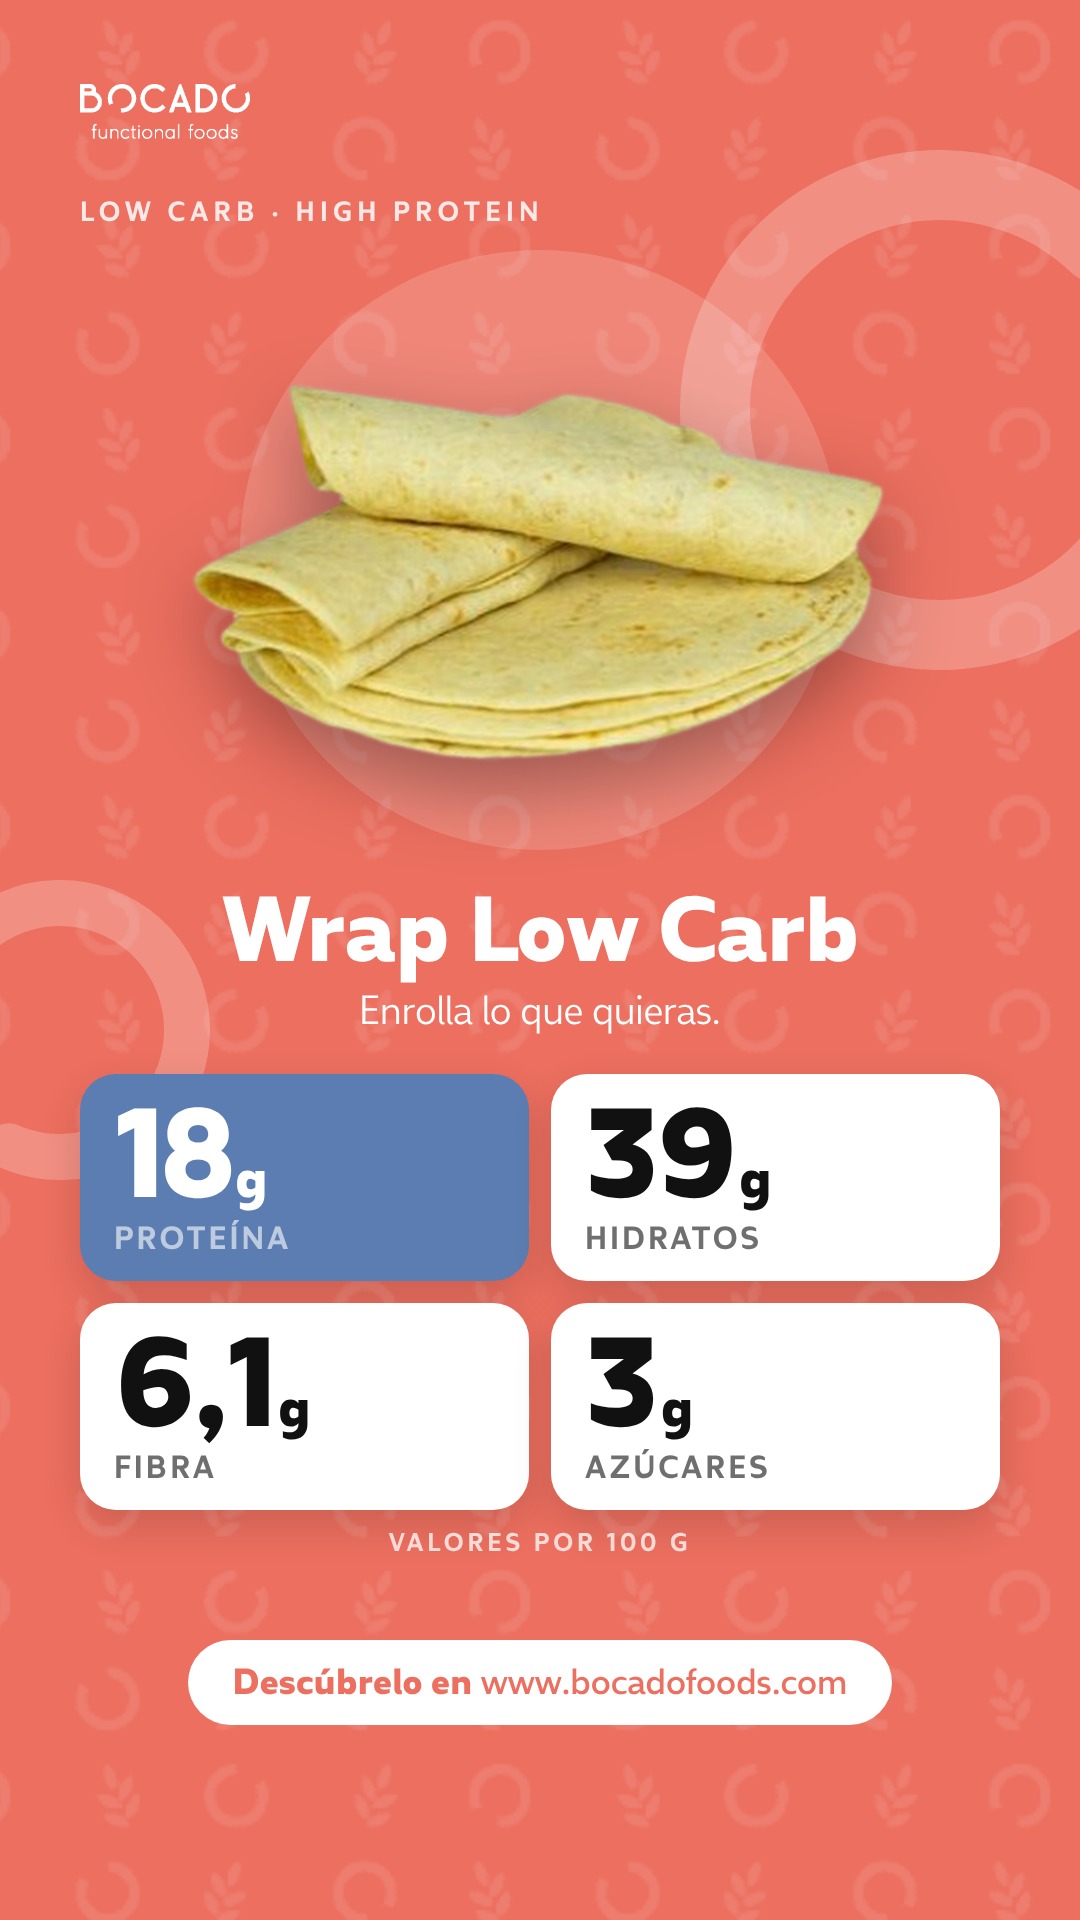 BOCADO
functional foods
LOW CARB · HIGH PROTEIN
Wrap Low Carb
Enrolla lo que quieras.
18g
PROTEÍNA
39g
HIDRATOS
6,1g
FIBRA
3g
AZÚCARES
VALORES POR 100 G
Descúbrelo en www.bocadofoods.com